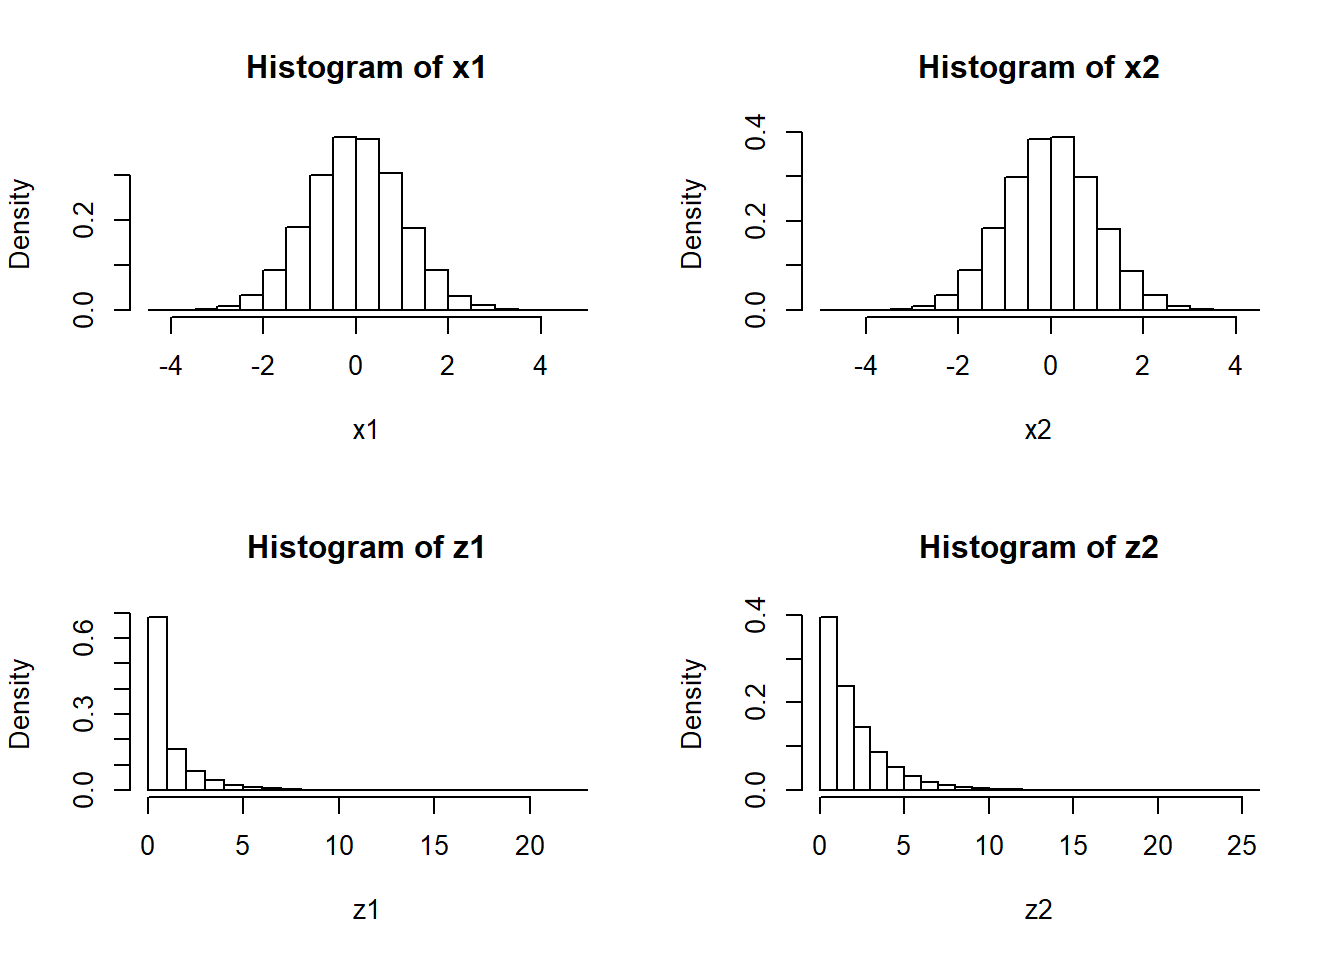 Histogram of x1
Density
0.0 0.2
-4 -2 0 2 4
x1
Histogram of x2
Density
0.0 0.2 0.4
-4 -2 0 2 4
x2
Histogram of z1
Density
0.0 0.3 0.6
0 5 10 15 20
z1
Histogram of z2
Density
0.0 0.2 0.4
0 5 10 15 20 25
z2